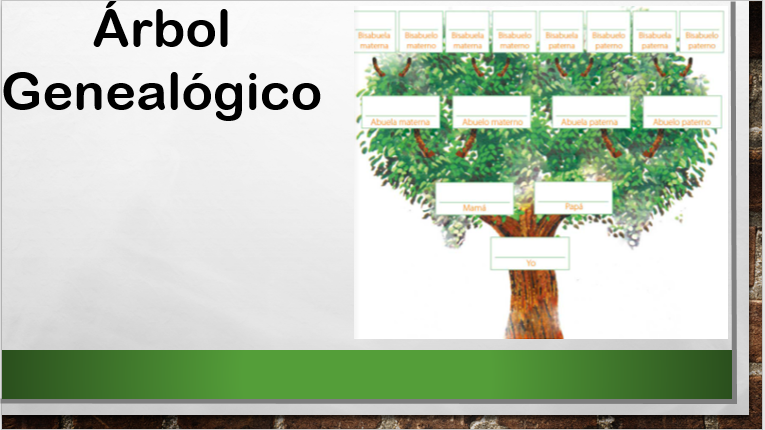 Árbol
Genealógico
Bisabuela materna
Bisabuelo materno
Bisabuela materna
Bisabuelo materno
Bisabuela paterna
Bisabuelo paterno
Bisabuela paterna
Bisabuelo paterno
Abuela materna
Abuelo materno
Abuela paterna
Abuelo paterno
Mamá
Papá
Yo